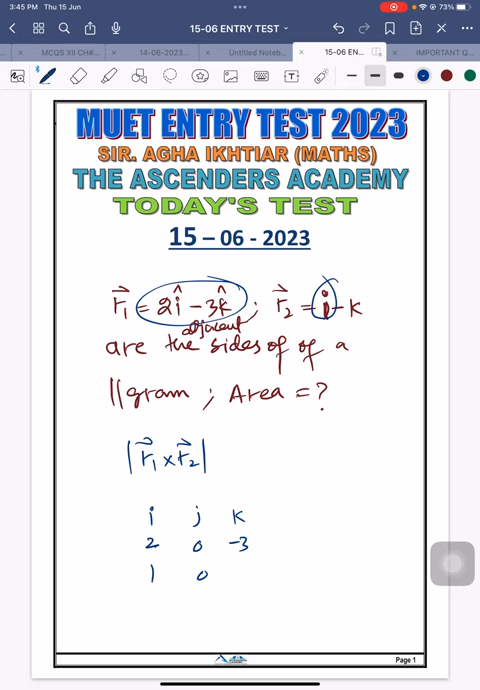 3:45 PM Thu 15 Jun
73%
15-06 ENTRY TEST
MCQS XII CH#...
14-06-2023...
Untitled Noteb...
15-06 EN...
IMPORTANT Q...
MUET ENTRY TEST 2023
SIR. AGHA IKHTIAR (MATHS)
THE ASCENDERS ACADEMY
TODAY'S TEST
15 – 06 - 2023
r⃗₁ = 2î – 3k̂ ; r⃗₂ = i – k
adjacent
are the sides of of a
||gram ; Area = ?
|r⃗₁ × r⃗₂|
i j k
2 0 -3
1 0
Page 1